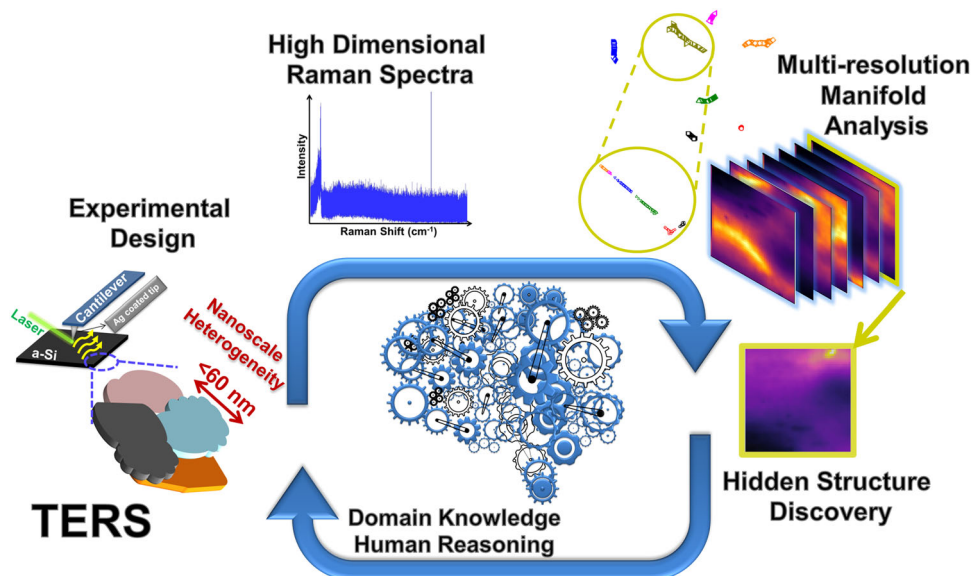 High Dimensional
Raman Spectra
Intensity
Raman Shift (cm⁻¹)
Multi-resolution
Manifold
Analysis
Experimental
Design
Cantilever
Ag coated tip
Laser
a-Si
Nanoscale
Heterogeneity
<60 nm
TERS
Domain Knowledge
Human Reasoning
Hidden Structure
Discovery